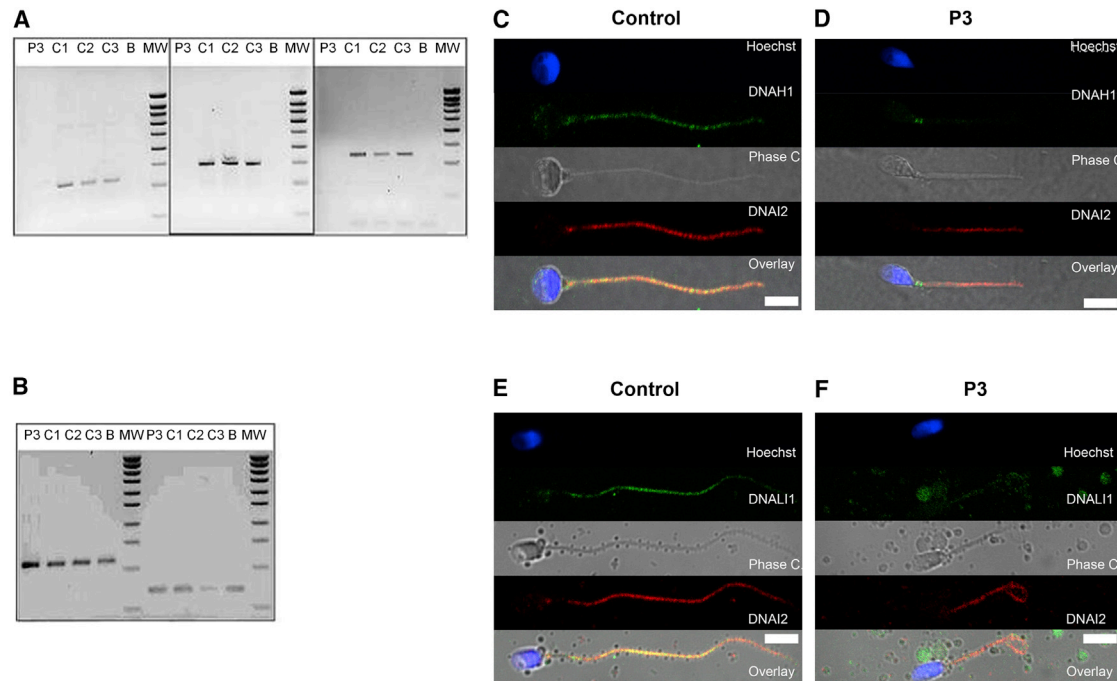 A
P3 C1 C2 C3 B MW P3 C1 C2 C3 B MW P3 C1 C2 C3 B MW
B
P3 C1 C2 C3 B MW P3 C1 C2 C3 B MW
C Control
Hoechst
DNAH1
Phase C
DNAI2
Overlay
D P3
Hoechst
DNAH1
Phase C
DNAI2
Overlay
E Control
Hoechst
DNALI1
Phase C.
DNAI2
Overlay
F P3
Hoechst
DNALI1
Phase C
DNAI2
Overlay